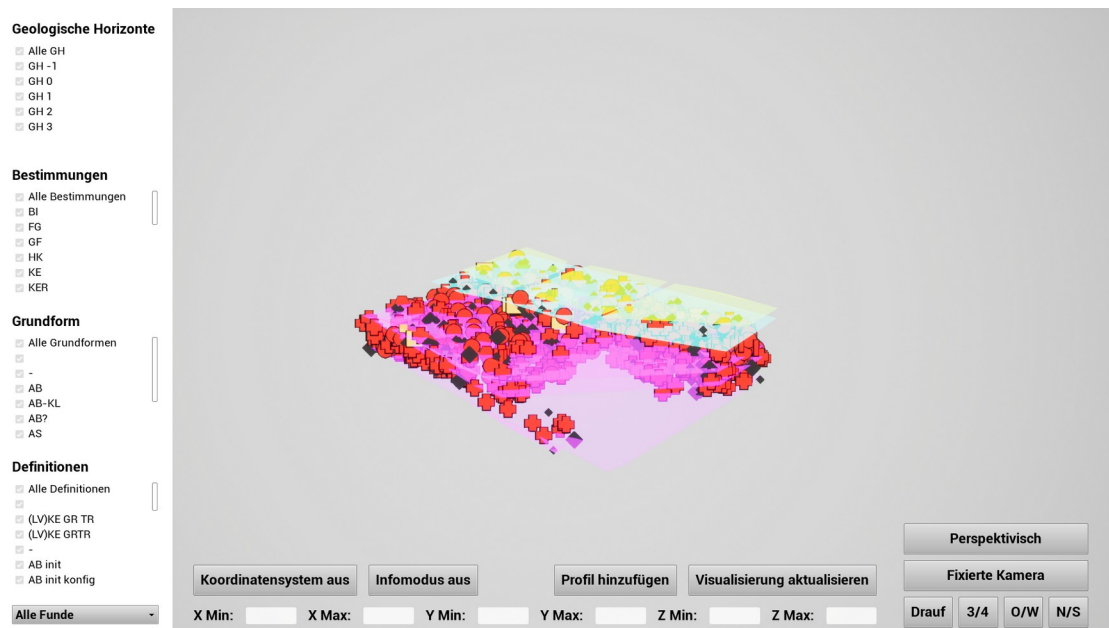 Geologische Horizonte
Alle GH
GH -1
GH 0
GH 1
GH 2
GH 3
Bestimmungen
Alle Bestimmungen
BI
FG
GF
HK
KE
KER
Grundform
Alle Grundformen
-
AB
AB-KL
AB?
AS
Definitionen
Alle Definitionen
(LV)KE GR TR
(LV)KE GRTR
-
AB init
AB init konfig
Alle Funde
Koordinatensystem aus
Infomodus aus
Profil hinzufügen
Visualisierung aktualisieren
X Min:
X Max:
Y Min:
Y Max:
Z Min:
Z Max:
Perspektivisch
Fixierte Kamera
Drauf
3/4
O/W
N/S